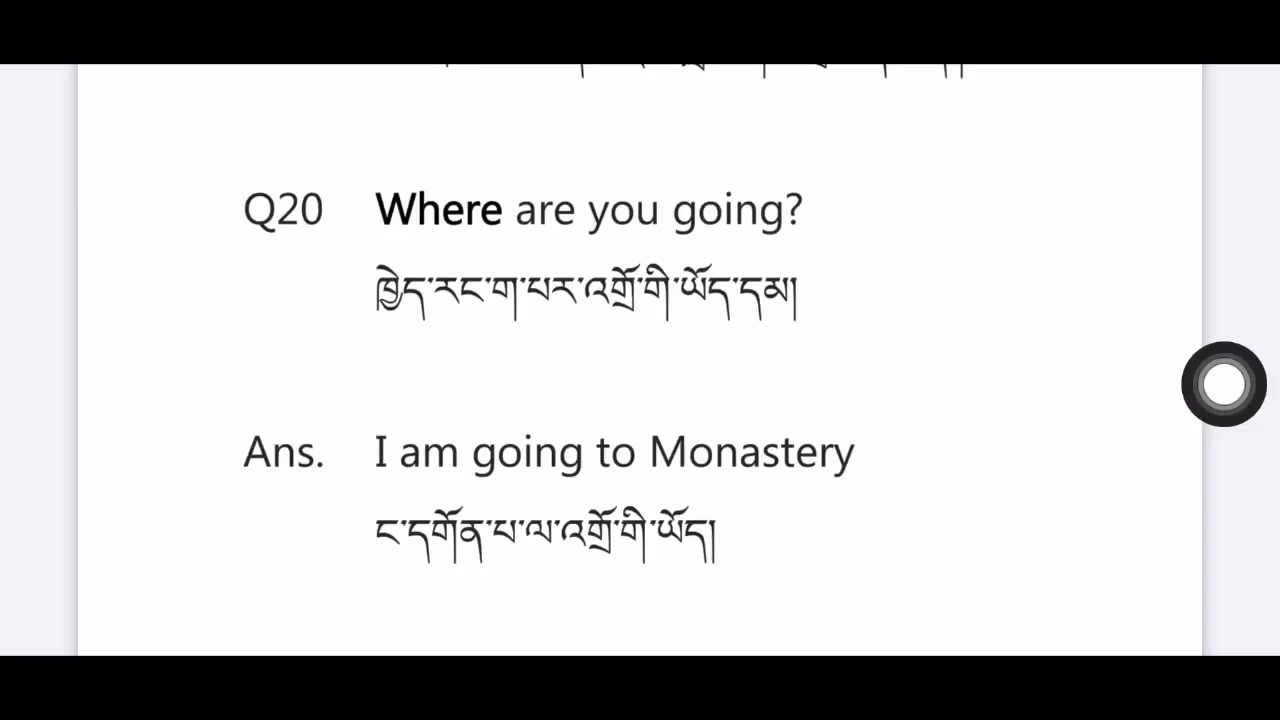 Q20 Where are you going?
ཁྱེད་རང་ག་པར་འགྲོ་གི་ཡོད་དམ།
Ans. I am going to Monastery
ང་དགོན་པ་ལ་འགྲོ་གི་ཡོད།